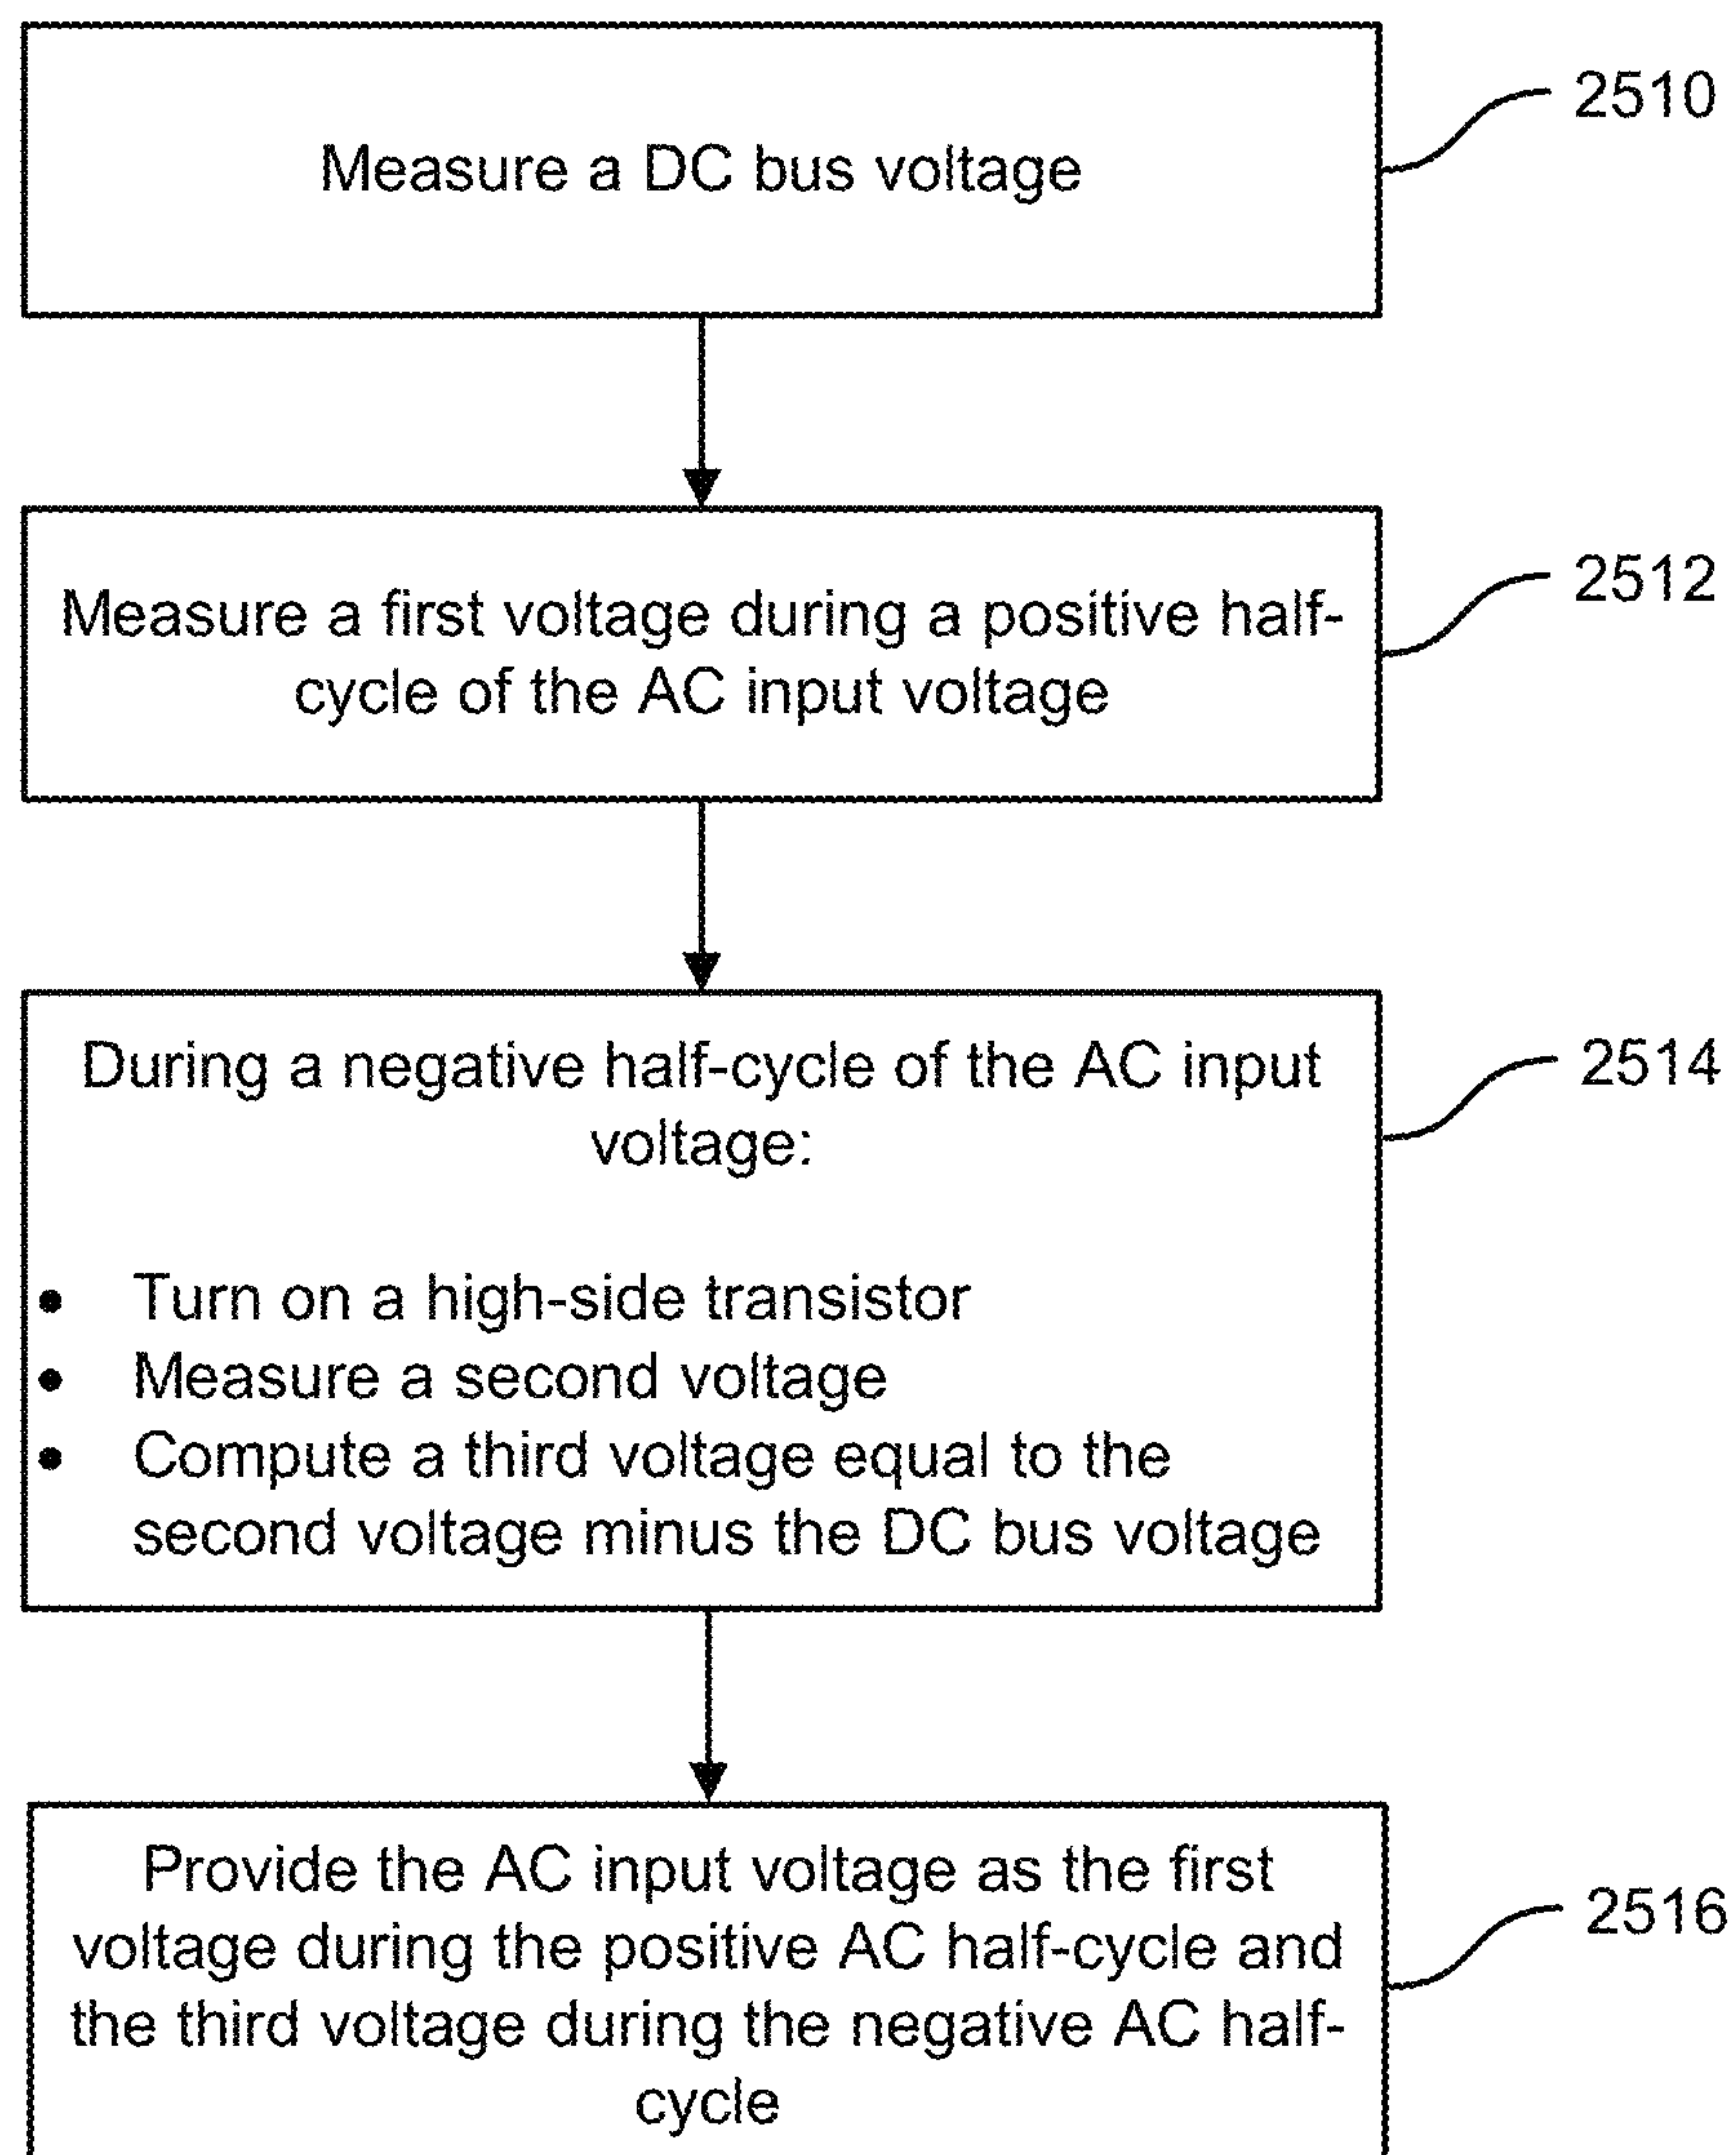 Measure a DC bus voltage
2510
Measure a first voltage during a positive half-
cycle of the AC input voltage
2512
During a negative half-cycle of the AC input
voltage:
• Turn on a high-side transistor
• Measure a second voltage
• Compute a third voltage equal to the
second voltage minus the DC bus voltage
2514
Provide the AC input voltage as the first
voltage during the positive AC half-cycle and
the third voltage during the negative AC half-
cycle
2516